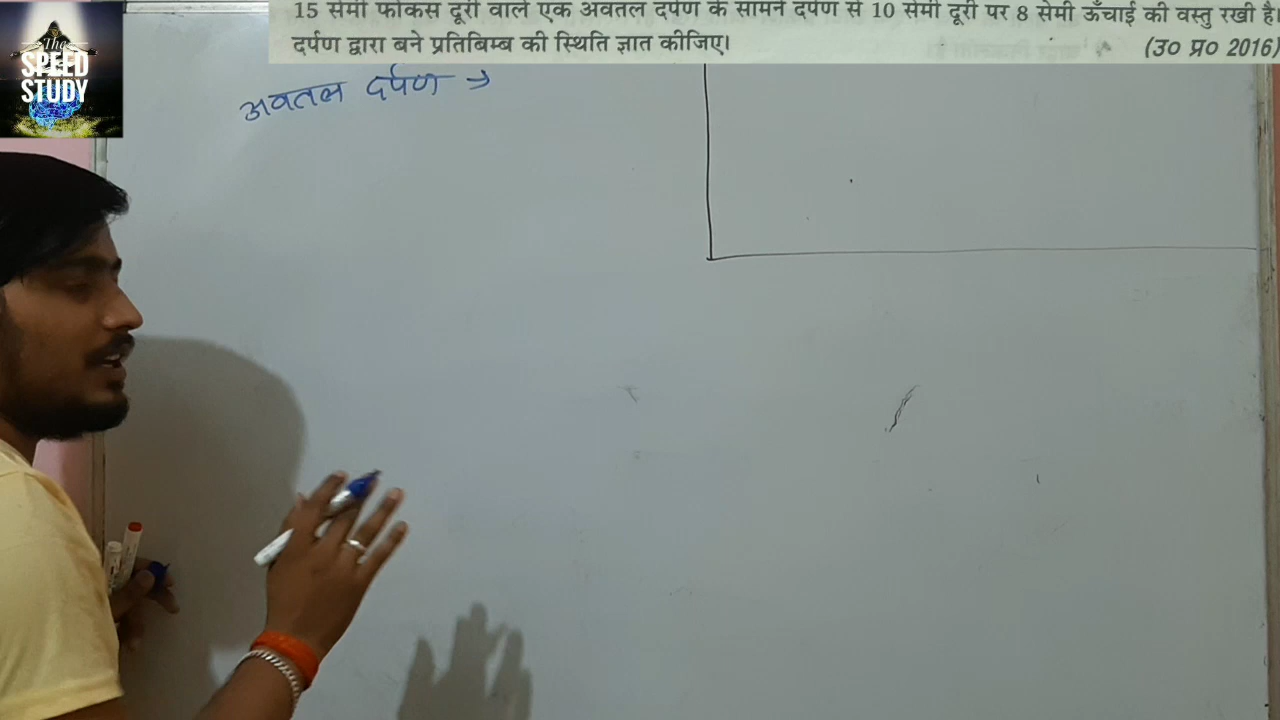 15 सेमी फोकस दूरी वाले एक अवतल दर्पण के सामने दर्पण से 10 सेमी दूरी पर 8 सेमी ऊँचाई की वस्तु रखी है।
दर्पण द्वारा बने प्रतिबिम्ब की स्थिति ज्ञात कीजिए।
(उ० प्र० 2016)
The
SPEED
STUDY
अवतल दर्पण →